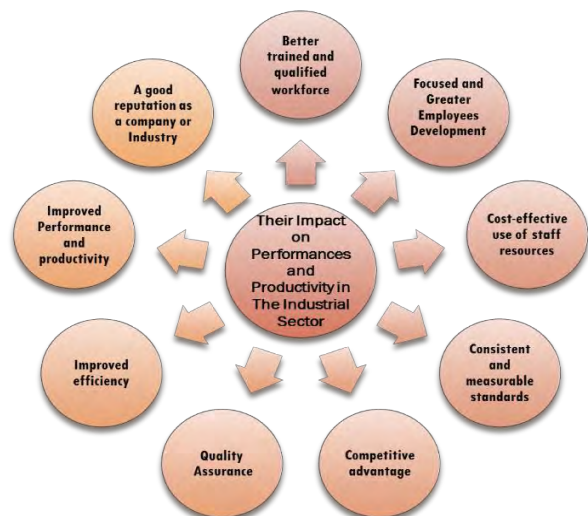 Better
trained and
qualified
workforce
Focused and
Greater
Employees
Development
Cost-effective
use of staff
resources
Consistent
and
measurable
standards
Competitive
advantage
Quality
Assurance
Improved
efficiency
Improved
Performance
and
productivity
A good
reputation as
a company or
Industry
Their Impact
on
Performances
and
Productivity in
The Industrial
Sector